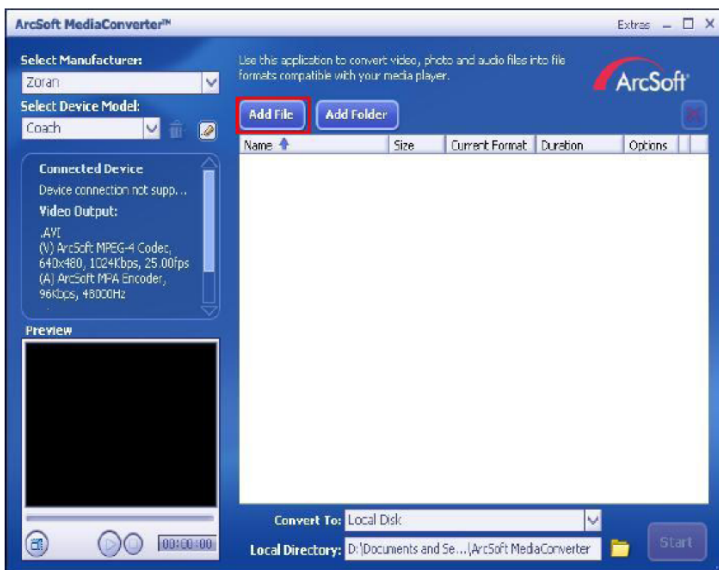 ArcSoft MediaConverter™
Extras
Select Manufacturer:
Zoran
Select Device Model:
Coach
Use this application to convert video, photo and audio files into file
formats compatible with your media player.
ArcSoft®
Add File
Add Folder
Name
Size
Current Format
Duration
Options
Connected Device
Device connection not supp...
Video Output:
.AVI
(V) ArcSoft MPEG-4 Codec,
640x480, 1024Kbps, 25.00fps
(A) ArcSoft MPA Encoder,
96Kbps, 48000Hz
Preview
00:00:00
Convert To: Local Disk
Local Directory: D:\Documents and Se...\ArcSoft MediaConverter
Start